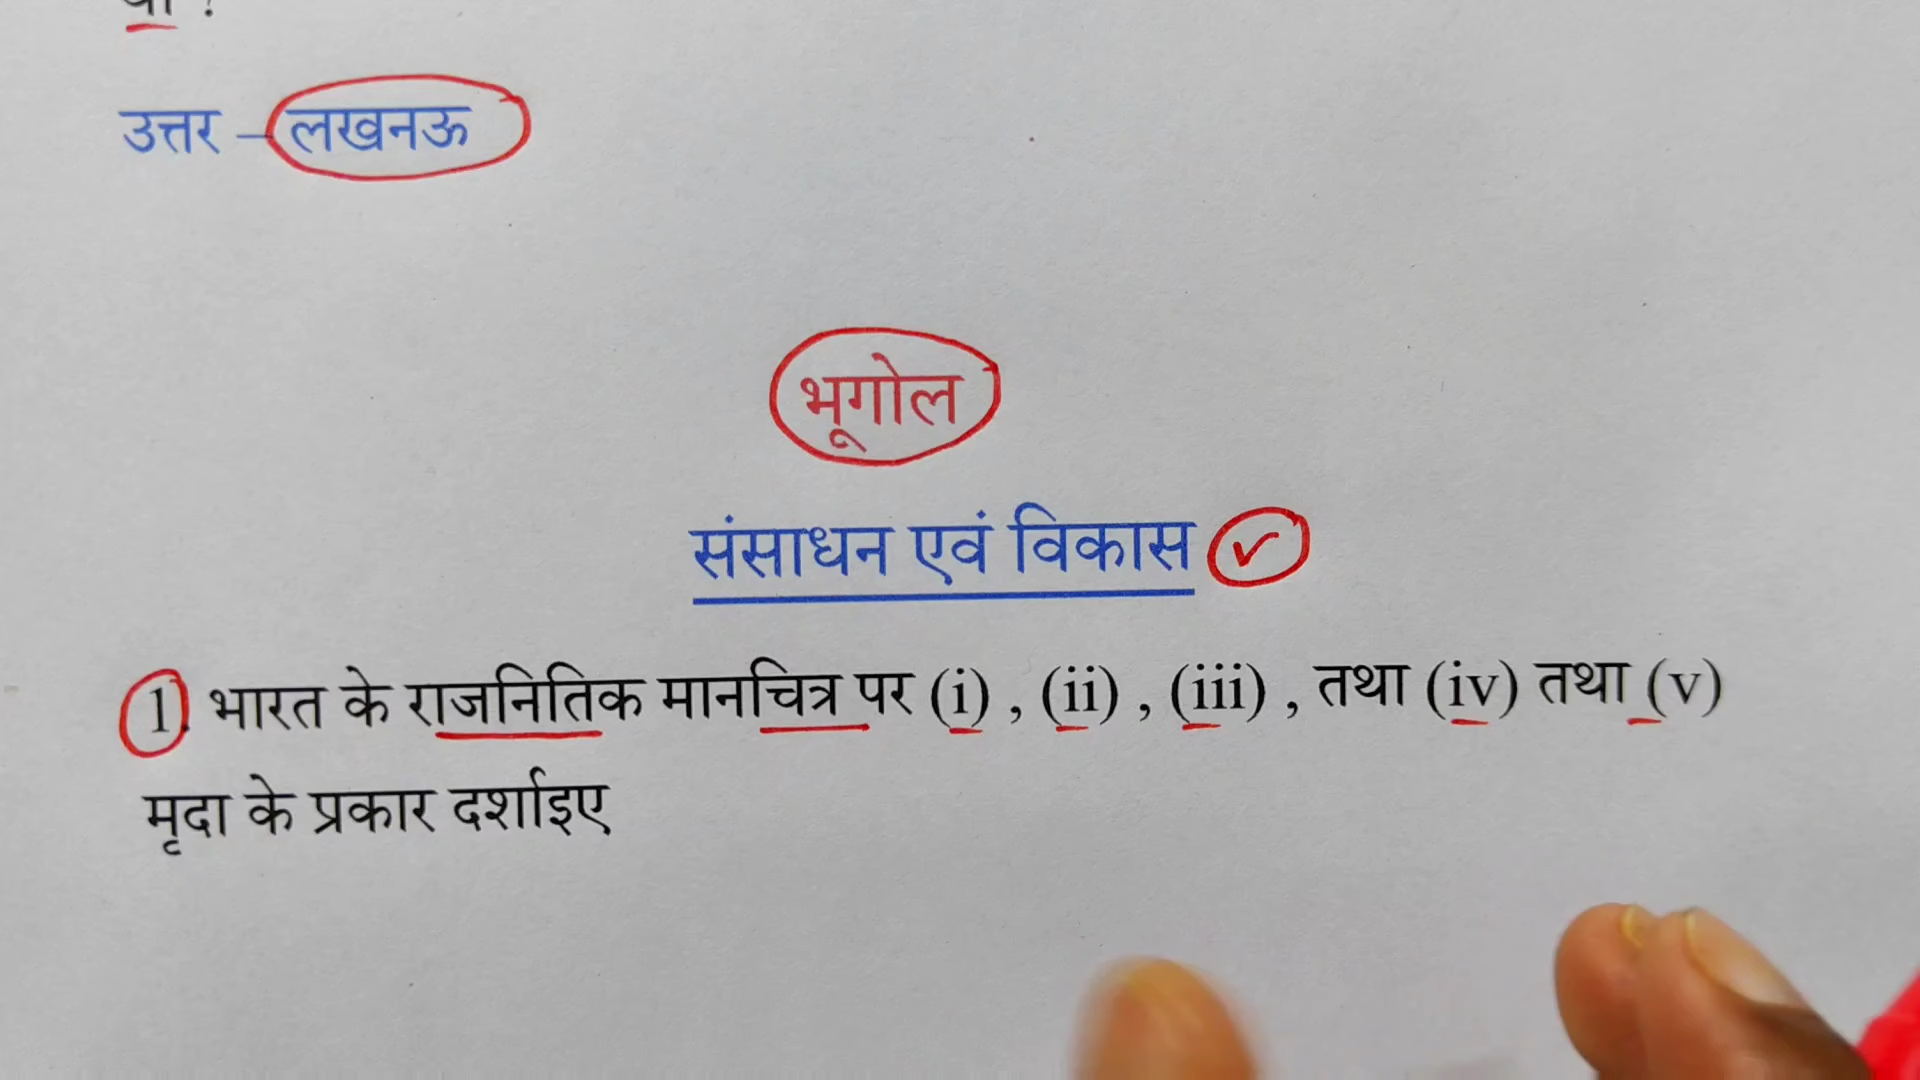 उत्तर – लखनऊ
भूगोल
संसाधन एवं विकास
1. भारत के राजनितिक मानचित्र पर (i) , (ii) , (iii) , तथा (iv) तथा (v)
मृदा के प्रकार दर्शाइए